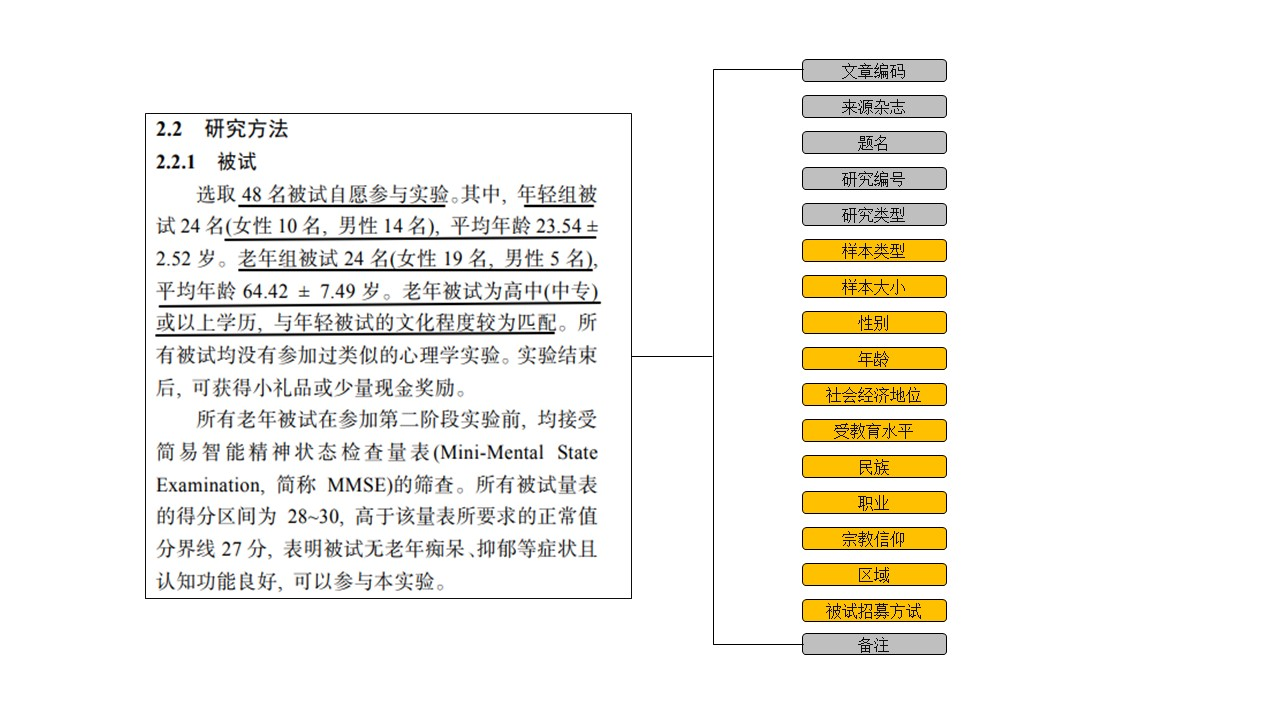 2.2 研究方法
2.2.1 被试
选取 48 名被试自愿参与实验。其中, 年轻组被
试 24 名(女性 10 名, 男性 14 名), 平均年龄 23.54 ±
2.52 岁。老年组被试 24 名(女性 19 名, 男性 5 名),
平均年龄 64.42 ± 7.49 岁。老年被试为高中(中专)
或以上学历, 与年轻被试的文化程度较为匹配。所
有被试均没有参加过类似的心理学实验。实验结束
后, 可获得小礼品或少量现金奖励。
所有老年被试在参加第二阶段实验前, 均接受
简易智能精神状态检查量表(Mini-Mental State
Examination, 简称 MMSE)的筛查。所有被试量表
的得分区间为 28~30, 高于该量表所要求的正常值
分界线 27 分, 表明被试无老年痴呆、抑郁等症状且
认知功能良好, 可以参与本实验。
文章编码
来源杂志
题名
研究编号
研究类型
样本类型
样本大小
性别
年龄
社会经济地位
受教育水平
民族
职业
宗教信仰
区域
被试招募方试
备注